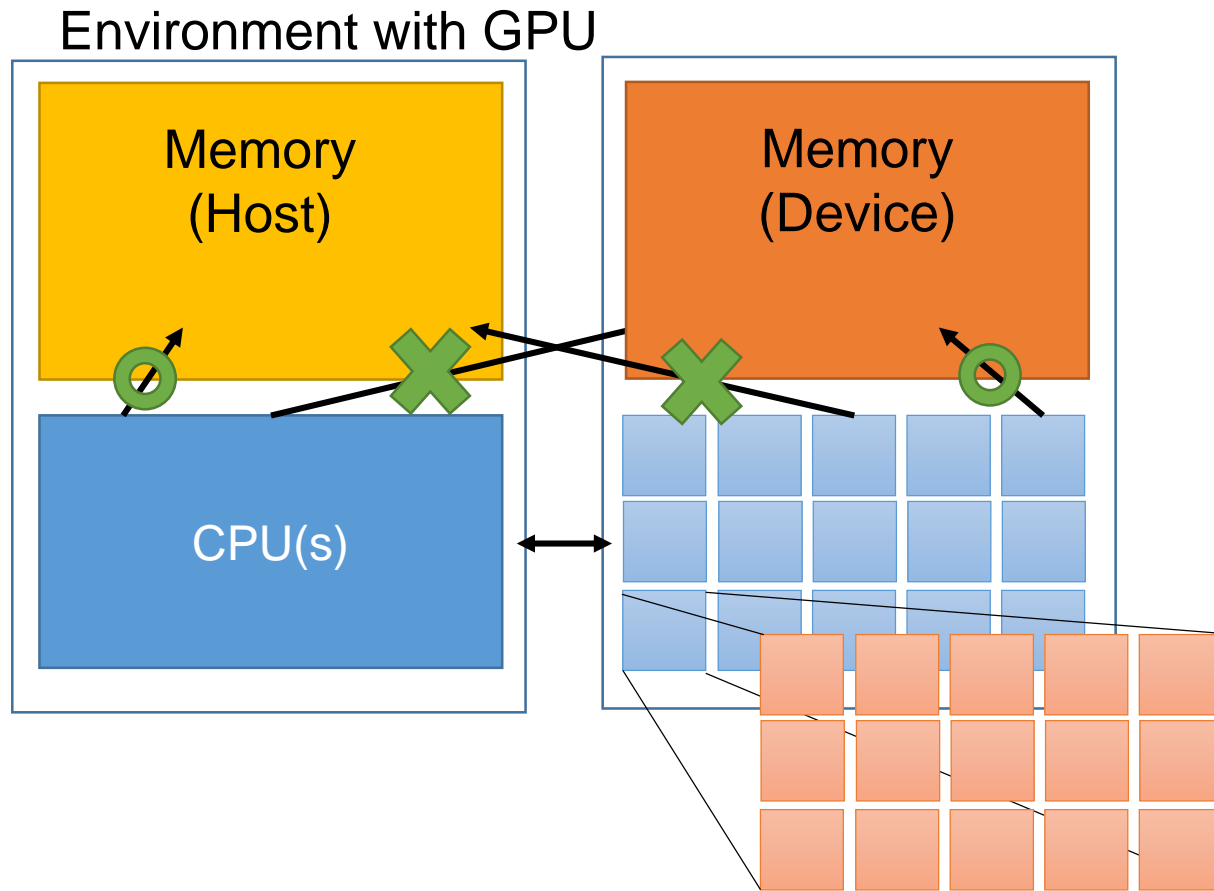 Environment with GPU
Memory
(Host)
Memory
(Device)
CPU(s)